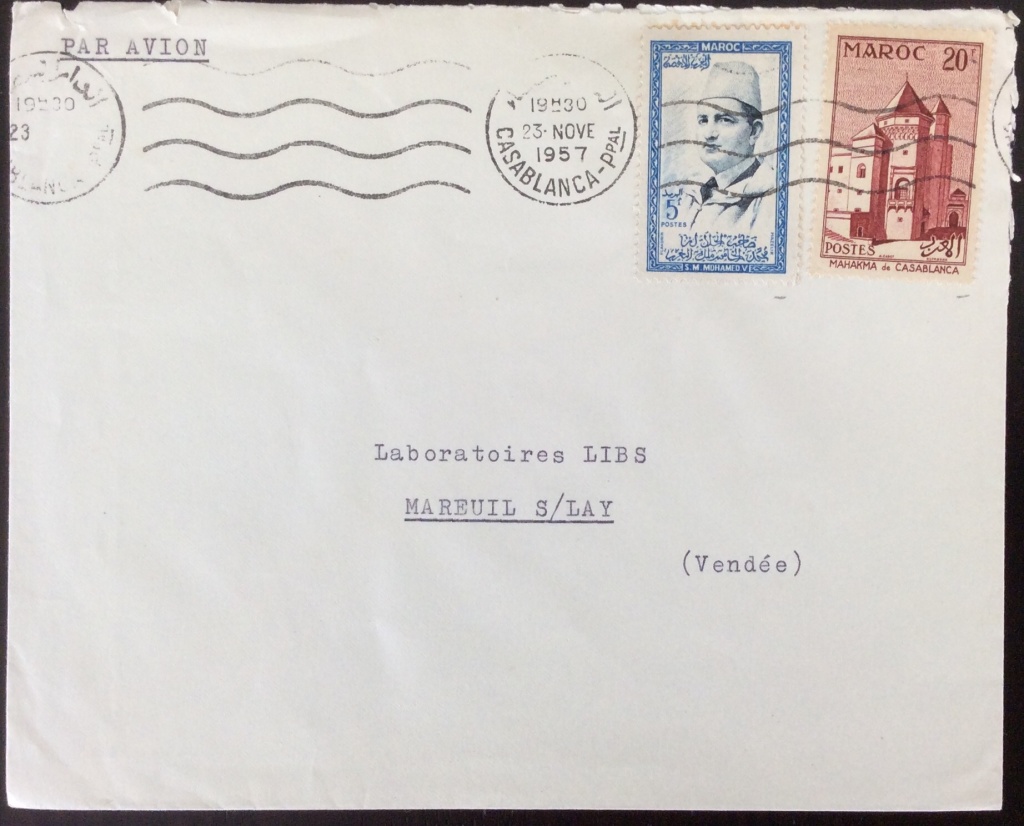 PAR AVION
19H30
23
19H30
23·NOVE
1957
CASABLANCA-PPAL
MAROC
5F
POSTES
S.M. MOHAMED V
MAROC 20F
POSTES المغرب
MAHAKMA de CASABLANCA
Laboratoires LIBS
MAREUIL S/LAY
(Vendée)